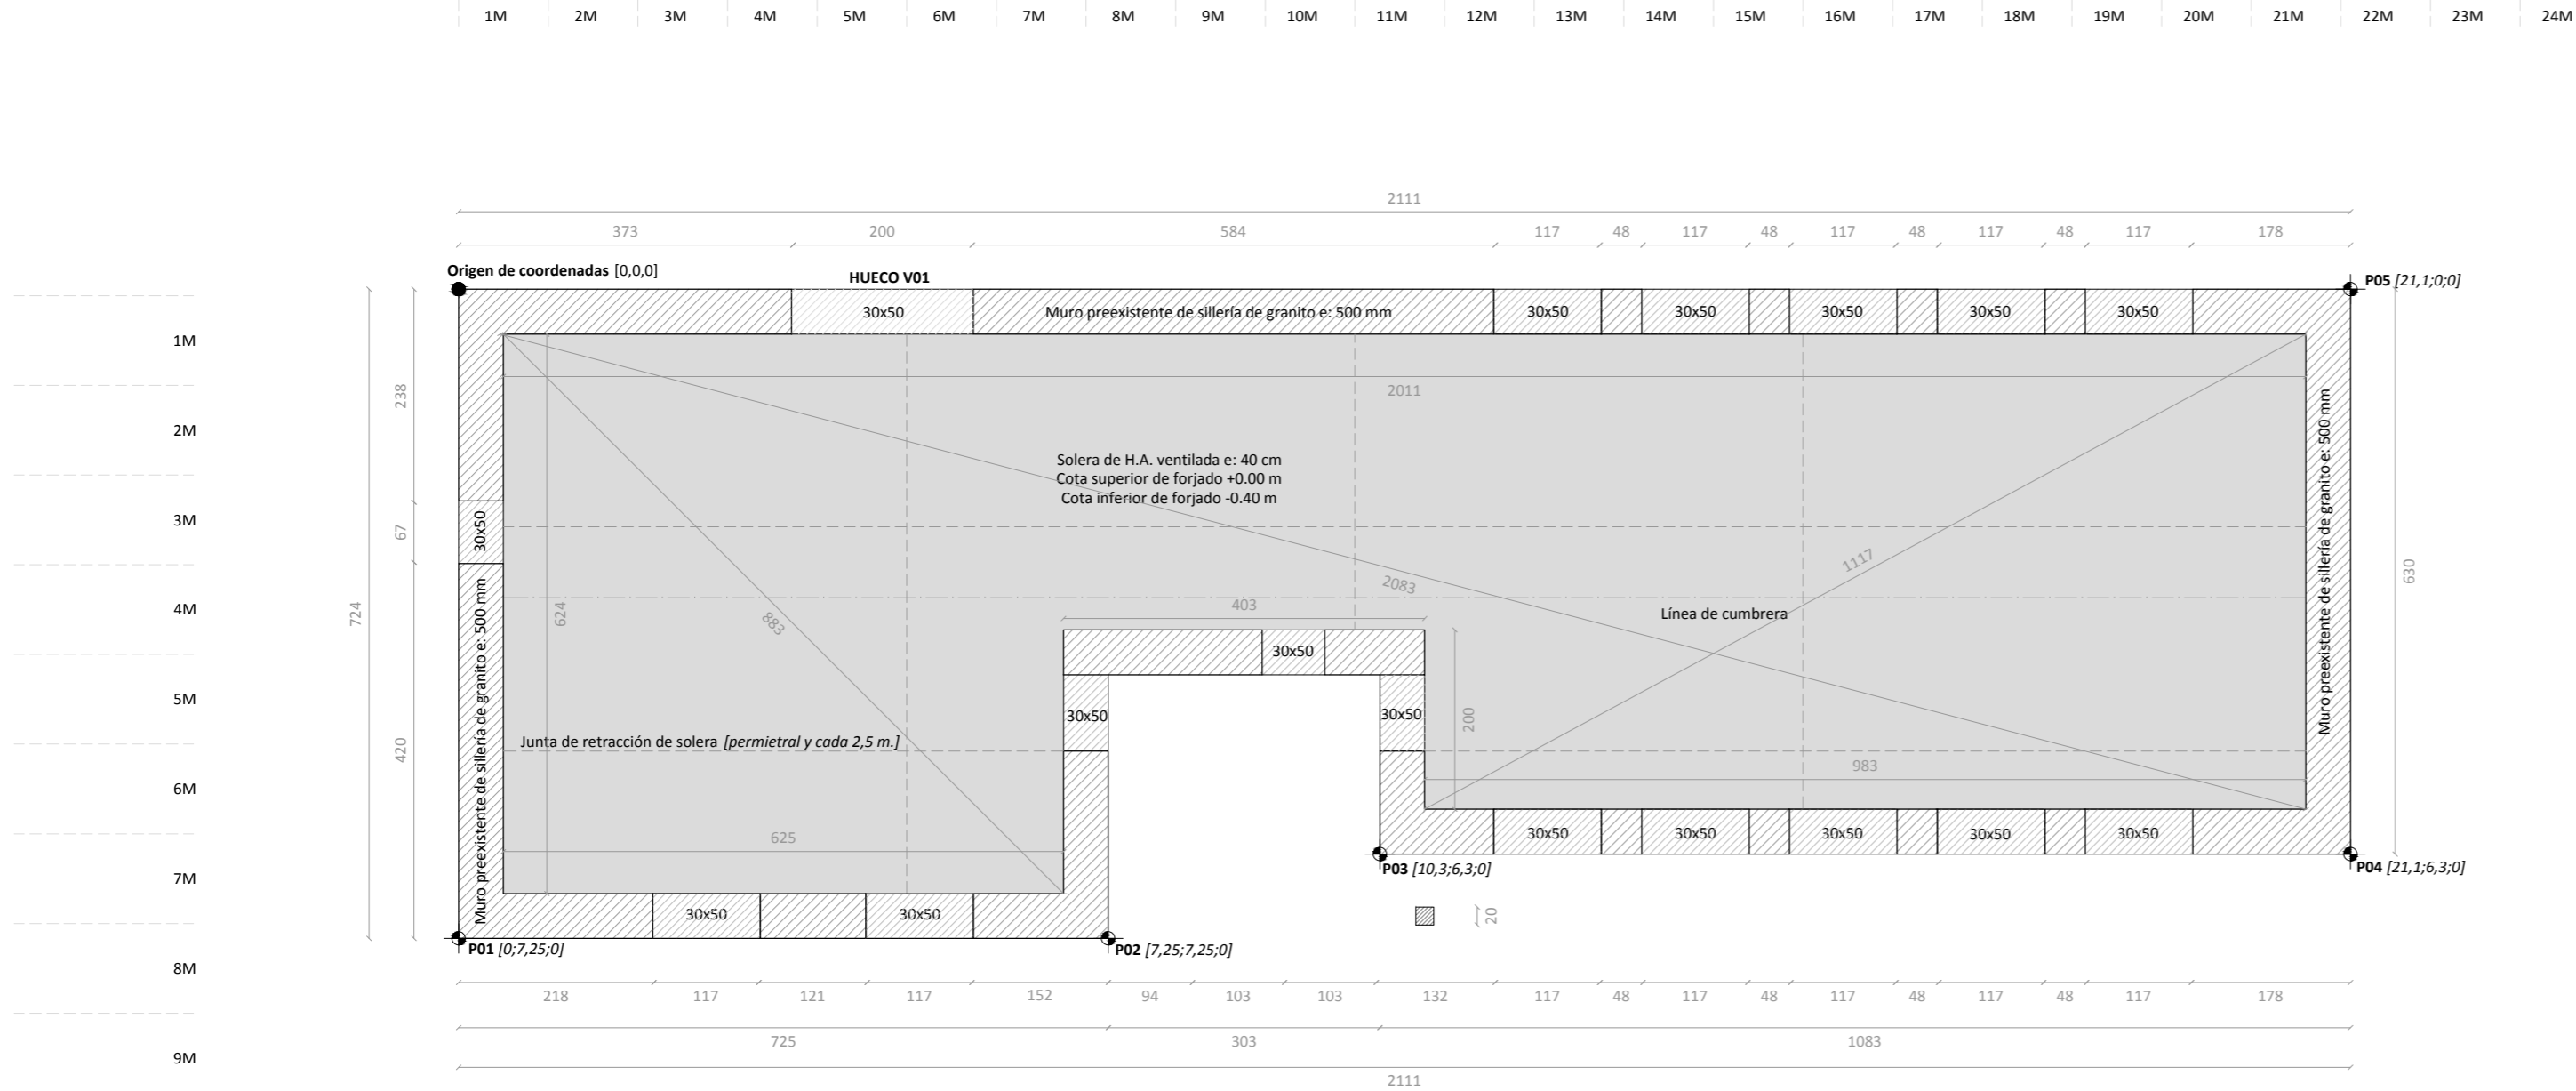 1M 2M 3M 4M 5M 6M 7M 8M 9M 10M 11M 12M 13M 14M 15M 16M 17M 18M 19M 20M 21M 22M 23M 24M
2111
373 200 584 117 48 117 48 117 48 117 48 117 178
Origen de coordenadas [0,0,0]
HUECO V01
P05 [21,1;0;0]
30x50
Muro preexistente de sillería de granito e: 500 mm
30x50
30x50
30x50
30x50
30x50
1M
2M
3M
4M
5M
6M
7M
8M
9M
724
238
67
420
30x50
Muro preexistente de sillería de granito e: 500 mm
2011
Solera de H.A. ventilada e: 40 cm
Cota superior de forjado +0.00 m
Cota inferior de forjado -0.40 m
624
883
2083
1117
403
Línea de cumbrera
Muro preexistente de sillería de granito e: 500 mm
630
30x50
30x50
30x50
200
Junta de retracción de solera [permietral y cada 2,5 m.]
983
625
30x50
30x50
30x50
30x50
30x50
30x50
30x50
P03 [10,3;6,3;0]
P04 [21,1;6,3;0]
20
P01 [0;7,25;0]
P02 [7,25;7,25;0]
218 117 121 117 152 94 103 103 132 117 48 117 48 117 48 117 48 117 178
725 303 1083
2111